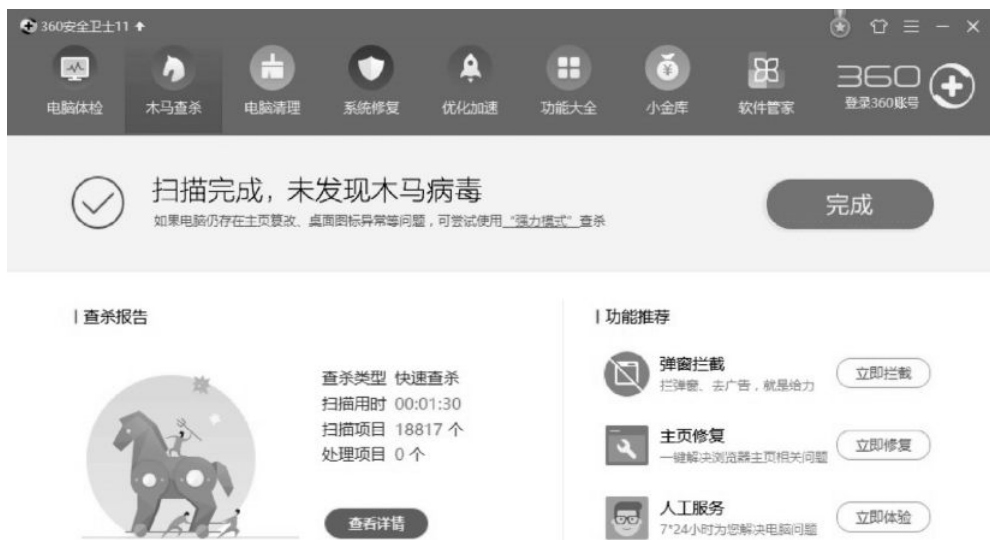 360安全卫士11
电脑体检
木马查杀
电脑清理
系统修复
优化加速
功能大全
小金库
软件管家
360
登录360账号
扫描完成，未发现木马病毒
如果电脑仍存在主页篡改、桌面图标异常等问题，可尝试使用 "强力模式" 查杀
完成
查杀报告
查杀类型 快速查杀
扫描用时 00:01:30
扫描项目 18817 个
处理项目 0 个
查看详情
功能推荐
弹窗拦截
拦弹窗、去广告，就是给力
立即拦截
主页修复
一键解决浏览器主页相关问题
立即修复
人工服务
7*24小时为您解决电脑问题
立即体验